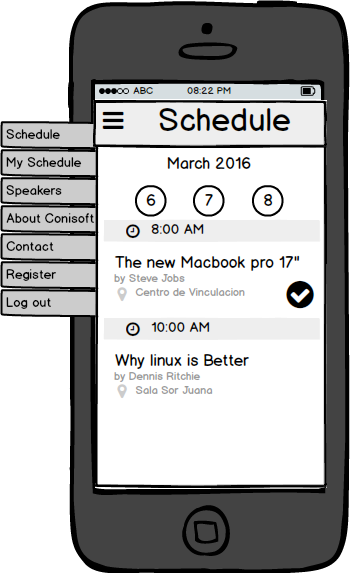 ABC 08:22 PM
Schedule
Schedule
My Schedule
Speakers
About Conisoft
Contact
Register
Log out
March 2016
6 7 8
8:00 AM
The new Macbook pro 17"
by Steve Jobs
Centro de Vinculacion
10:00 AM
Why linux is Better
by Dennis Ritchie
Sala Sor Juana